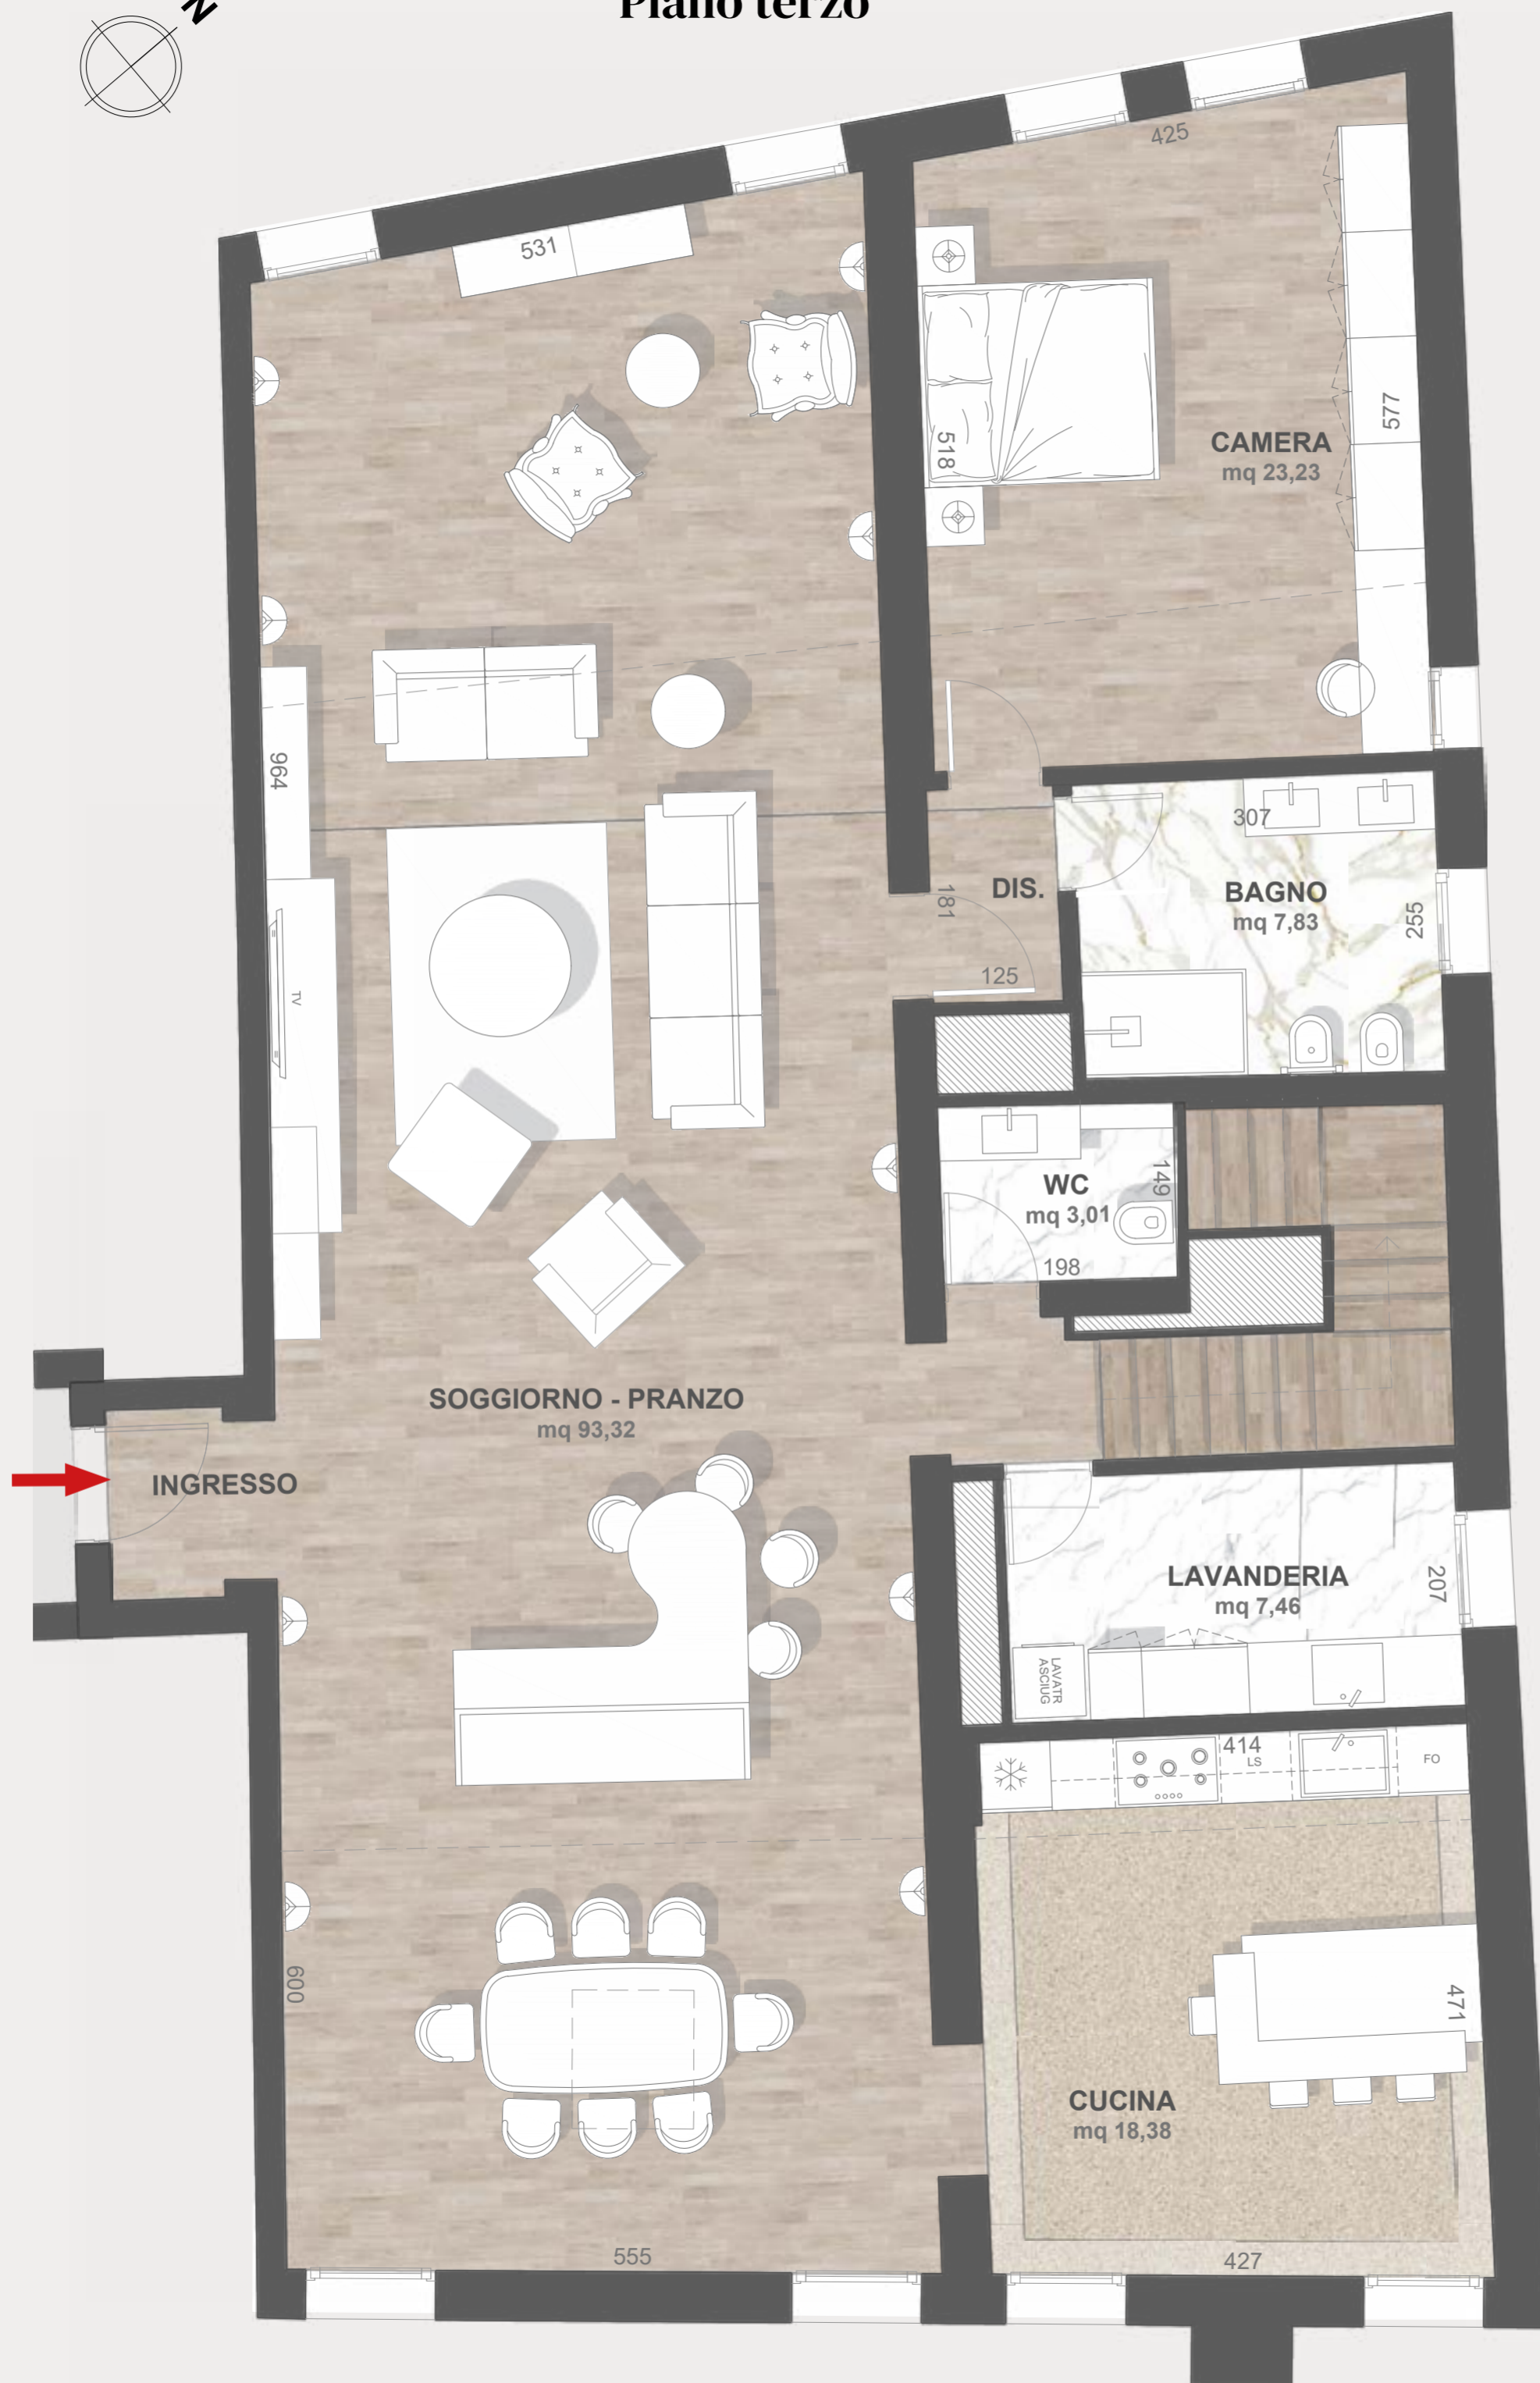 Piano terzo
N
425
531
577
CAMERA
mq 23,23
518
964
307
DIS.
181
BAGNO
mq 7,83
255
125
TV
WC
mq 3,01
149
198
SOGGIORNO - PRANZO
mq 93,32
INGRESSO
LAVANDERIA
mq 7,46
207
LAVATR
ASCIUG
414
LS
FO
600
471
CUCINA
mq 18,38
555
427